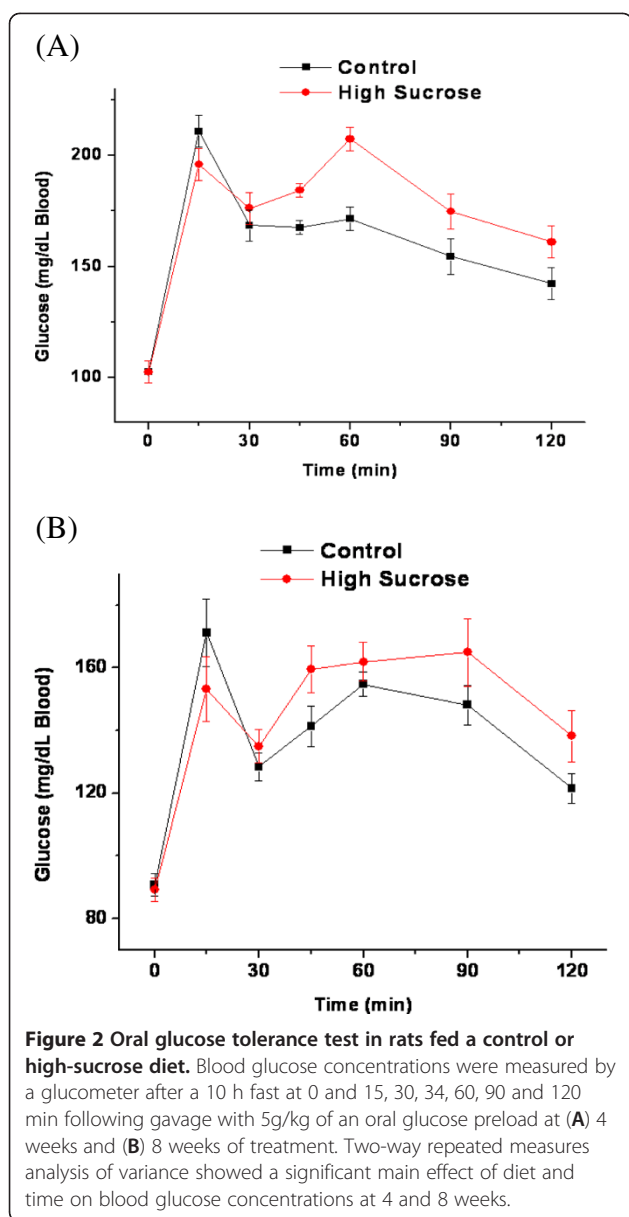 (A)
Control
High Sucrose
200
150
100
Glucose (mg/dL Blood)
0 30 60 90 120
Time (min)
(B)
Control
High Sucrose
160
120
80
Glucose (mg/dL Blood)
0 30 60 90 120
Time (min)
Figure 2 Oral glucose tolerance test in rats fed a control or
high-sucrose diet. Blood glucose concentrations were measured by
a glucometer after a 10 h fast at 0 and 15, 30, 34, 60, 90 and 120
min following gavage with 5g/kg of an oral glucose preload at (A) 4
weeks and (B) 8 weeks of treatment. Two-way repeated measures
analysis of variance showed a significant main effect of diet and
time on blood glucose concentrations at 4 and 8 weeks.